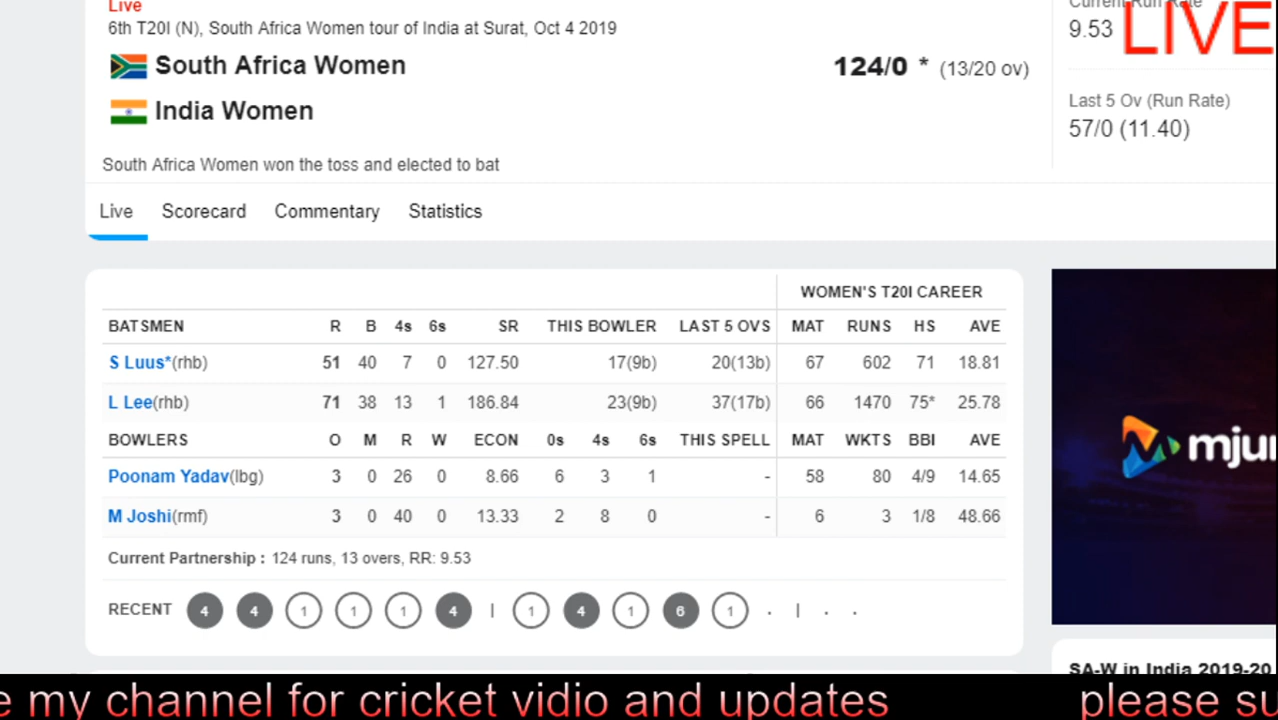 Live
6th T20I (N), South Africa Women tour of India at Surat, Oct 4 2019
South Africa Women 124/0 * (13/20 ov)
India Women
South Africa Women won the toss and elected to bat
Current Run Rate
9.53
LIVE
Last 5 Ov (Run Rate)
57/0 (11.40)
Live Scorecard Commentary Statistics
WOMEN'S T20I CAREER
BATSMEN R B 4s 6s SR THIS BOWLER LAST 5 OVS MAT RUNS HS AVE
S Luus*(rhb) 51 40 7 0 127.50 17(9b) 20(13b) 67 602 71 18.81
L Lee(rhb) 71 38 13 1 186.84 23(9b) 37(17b) 66 1470 75* 25.78
BOWLERS O M R W ECON 0s 4s 6s THIS SPELL MAT WKTS BBI AVE
Poonam Yadav(lbg) 3 0 26 0 8.66 6 3 1 - 58 80 4/9 14.65
M Joshi(rmf) 3 0 40 0 13.33 2 8 0 - 6 3 1/8 48.66
Current Partnership : 124 runs, 13 overs, RR: 9.53
RECENT 4 4 1 1 1 4 | 1 4 1 6 1 . | . .
mjun
SA-W in India 2019-20
e my channel for cricket vidio and updates please su